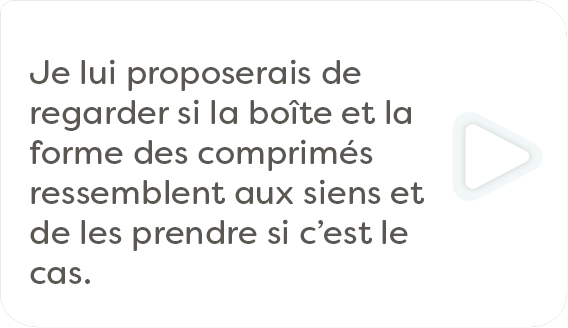 Je lui proposerais de
regarder si la boîte et la
forme des comprimés
ressemblent aux siens et
de les prendre si c’est le
cas.